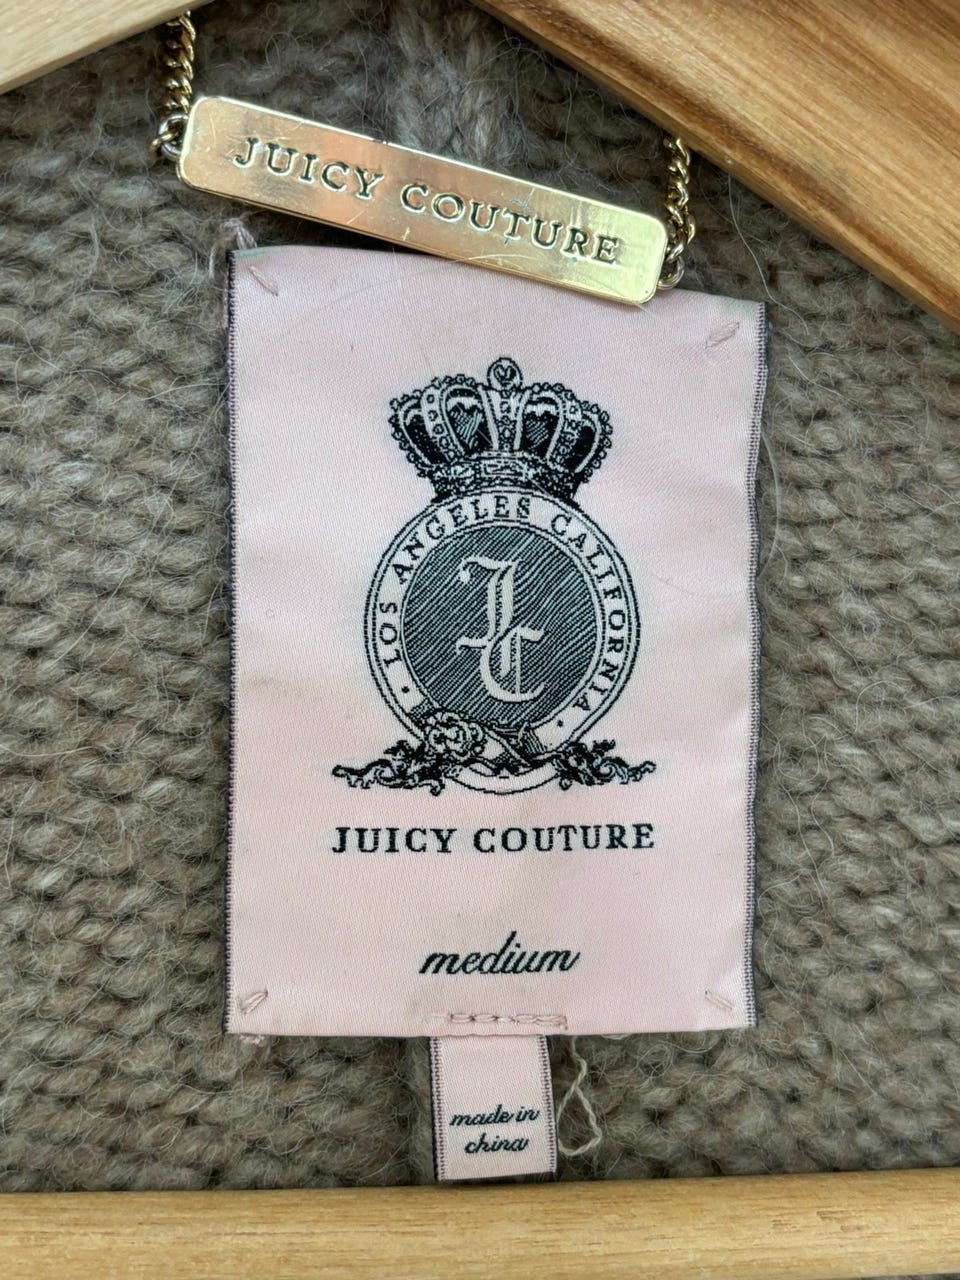 JUICY COUTURE
LOS ANGELES CALIFORNIA
JC
JUICY COUTURE
medium
made in
china